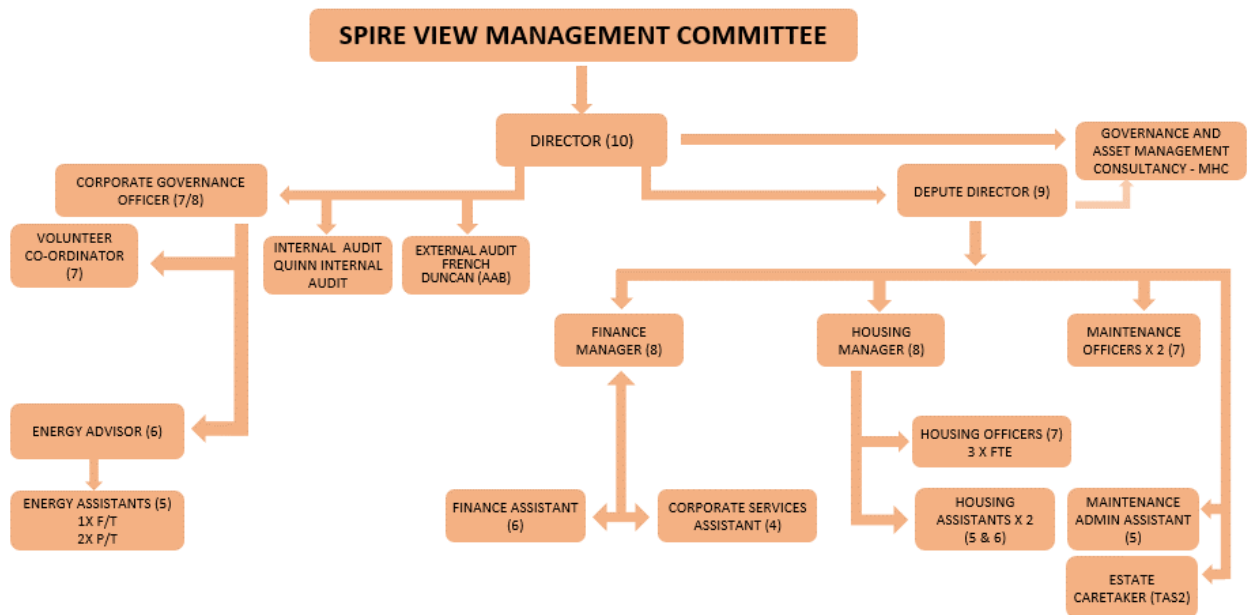 SPIRE VIEW MANAGEMENT COMMITTEE
DIRECTOR (10)
GOVERNANCE AND
ASSET MANAGEMENT
CONSULTANCY - MHC
CORPORATE GOVERNANCE
OFFICER (7/8)
DEPUTE DIRECTOR (9)
VOLUNTEER
CO-ORDINATOR
(7)
INTERNAL AUDIT
QUINN INTERNAL
AUDIT
EXTERNAL AUDIT
FRENCH
DUNCAN (AAB)
FINANCE
MANAGER (8)
HOUSING
MANAGER (8)
MAINTENANCE
OFFICERS X 2 (7)
ENERGY ADVISOR (6)
HOUSING OFFICERS (7)
3 X FTE
ENERGY ASSISTANTS (5)
1X F/T
2X P/T
FINANCE ASSISTANT
(6)
CORPORATE SERVICES
ASSISTANT (4)
HOUSING
ASSISTANTS X 2
(5 & 6)
MAINTENANCE
ADMIN ASSISTANT
(5)
ESTATE
CARETAKER (TAS2)